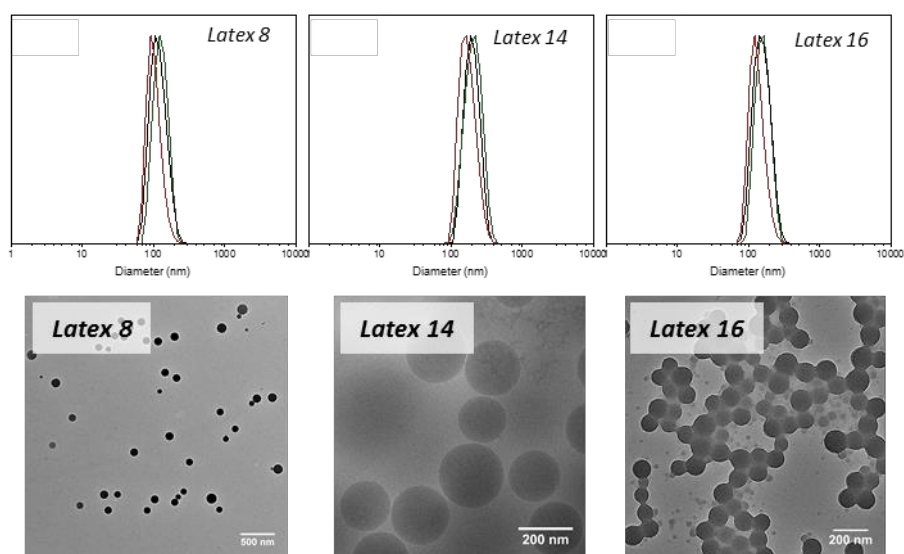 Latex 8
Latex 14
Latex 16
1 10 100 1000 10000
10 100 1000 10000
10 100 1000 10000
Diameter (nm)
Diameter (nm)
Diameter (nm)
Latex 8
Latex 14
Latex 16
500 nm
200 nm
200 nm